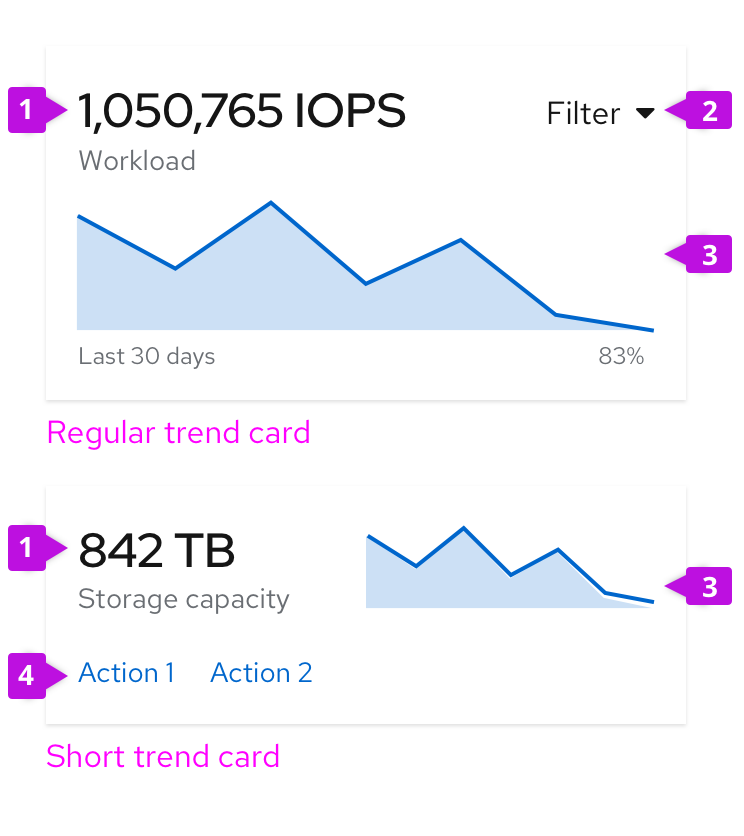 1
1,050,765 IOPS
Filter
2
Workload
3
Last 30 days
83%
Regular trend card
1
842 TB
Storage capacity
3
4
Action 1
Action 2
Short trend card